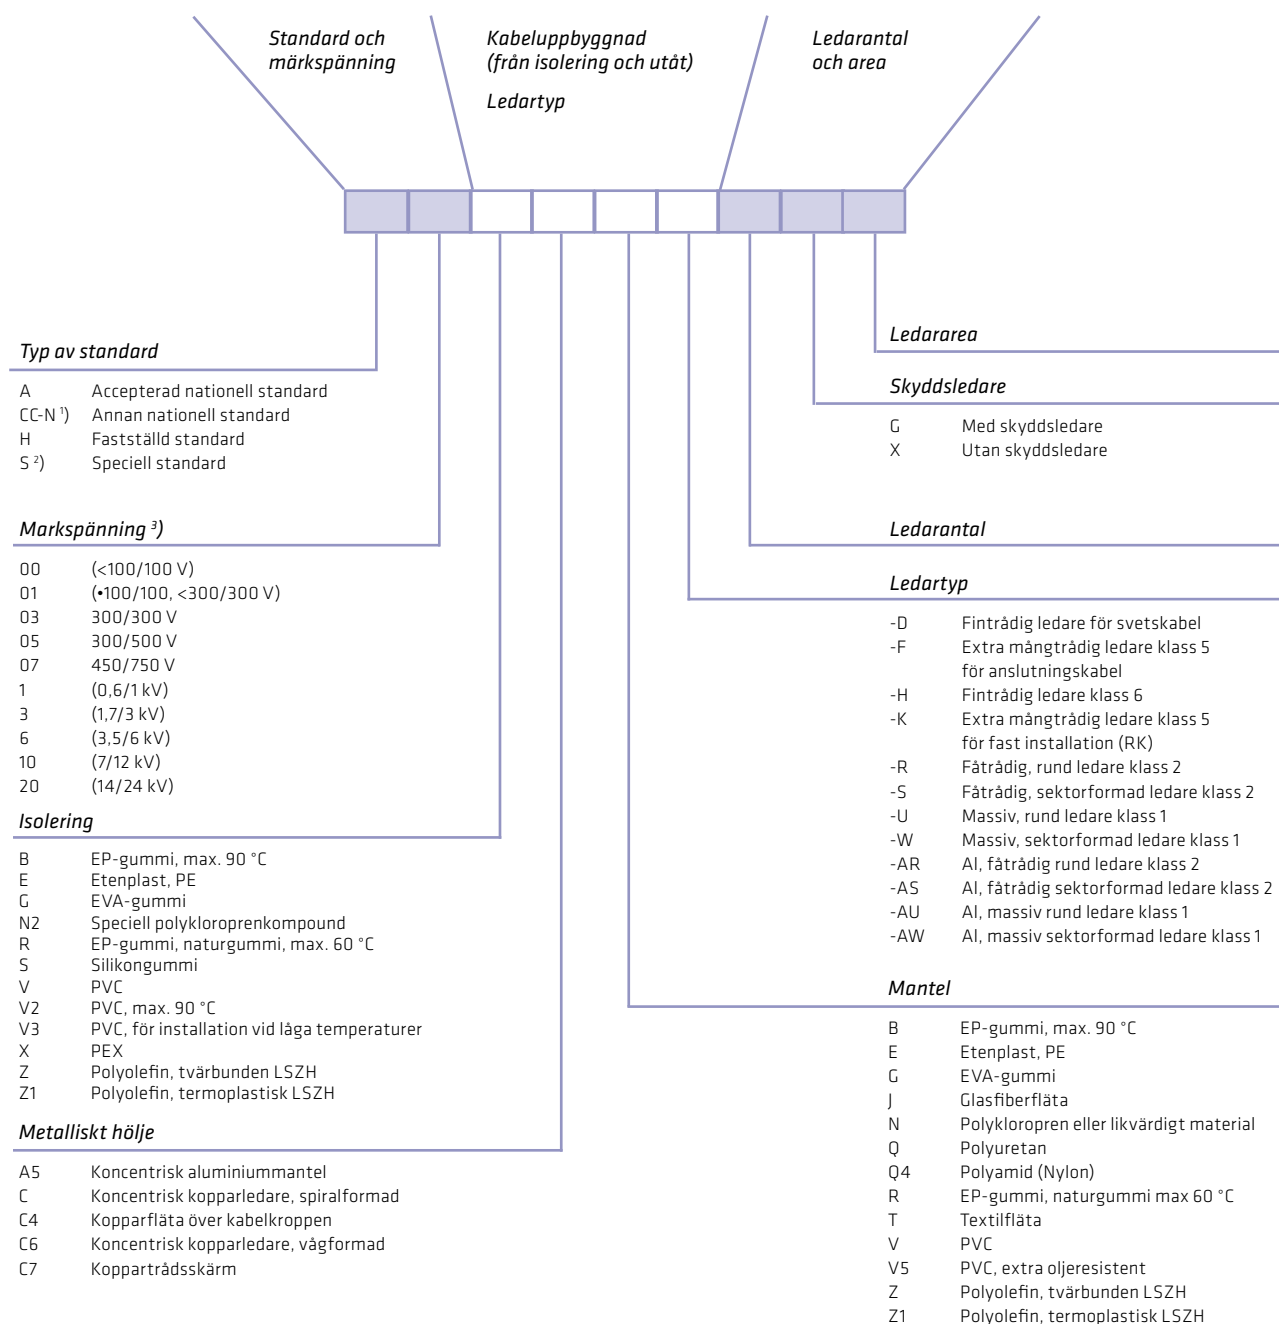 Standard och
märkspänning
Kabeluppbyggnad
(från isolering och utåt)
Ledartyp
Ledarantal
och area
Typ av standard
A Accepterad nationell standard
CC-N ¹) Annan nationell standard
H Fastställd standard
S ²) Speciell standard
Markspänning ³)
00 (<100/100 V)
01 (•100/100, <300/300 V)
03 300/300 V
05 300/500 V
07 450/750 V
1 (0,6/1 kV)
3 (1,7/3 kV)
6 (3,5/6 kV)
10 (7/12 kV)
20 (14/24 kV)
Isolering
B EP-gummi, max. 90 °C
E Etenplast, PE
G EVA-gummi
N2 Speciell polykloroprenkompound
R EP-gummi, naturgummi, max. 60 °C
S Silikongummi
V PVC
V2 PVC, max. 90 °C
V3 PVC, för installation vid låga temperaturer
X PEX
Z Polyolefin, tvärbunden LSZH
Z1 Polyolefin, termoplastisk LSZH
Metalliskt hölje
A5 Koncentrisk aluminiummantel
C Koncentrisk kopparledare, spiralformad
C4 Kopparfläta över kabelkroppen
C6 Koncentrisk kopparledare, vågformad
C7 Koppartrådsskärm
Ledararea
Skyddsledare
G Med skyddsledare
X Utan skyddsledare
Ledarantal
Ledartyp
-D Fintrådig ledare för svetskabel
-F Extra mångtrådig ledare klass 5
för anslutningskabel
-H Fintrådig ledare klass 6
-K Extra mångtrådig ledare klass 5
för fast installation (RK)
-R Fåtrådig, rund ledare klass 2
-S Fåtrådig, sektorformad ledare klass 2
-U Massiv, rund ledare klass 1
-W Massiv, sektorformad ledare klass 1
-AR Al, fåtrådig rund ledare klass 2
-AS Al, fåtrådig sektorformad ledare klass 2
-AU Al, massiv rund ledare klass 1
-AW Al, massiv sektorformad ledare klass 1
Mantel
B EP-gummi, max. 90 °C
E Etenplast, PE
G EVA-gummi
J Glasfiberfläta
N Polykloropren eller likvärdigt material
Q Polyuretan
Q4 Polyamid (Nylon)
R EP-gummi, naturgummi max 60 °C
T Textilfläta
V PVC
V5 PVC, extra oljeresistent
Z Polyolefin, tvärbunden LSZH
Z1 Polyolefin, termoplastisk LSZH